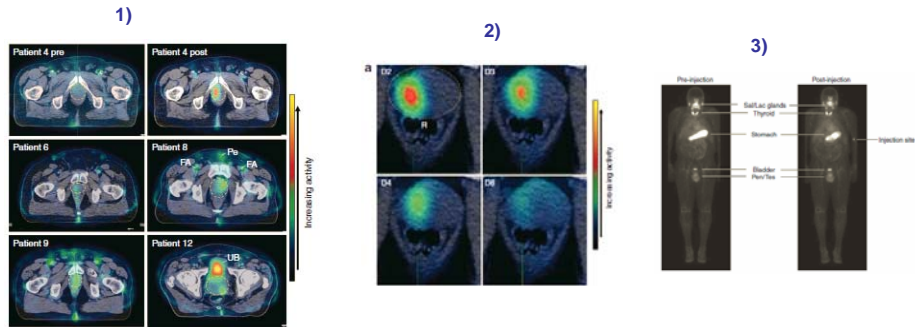 1)
Patient 4 pre
Patient 4 post
Patient 6
Patient 8
FA
Pe
FA
Patient 9
Patient 12
UB
Increasing activity
2)
a
D2
D3
R
D4
Increasing activity
3)
Pre-injection
Post-injection
Sal/Lac glands
Thyroid
Stomach
Injection site
Bladder
Pen/Tes